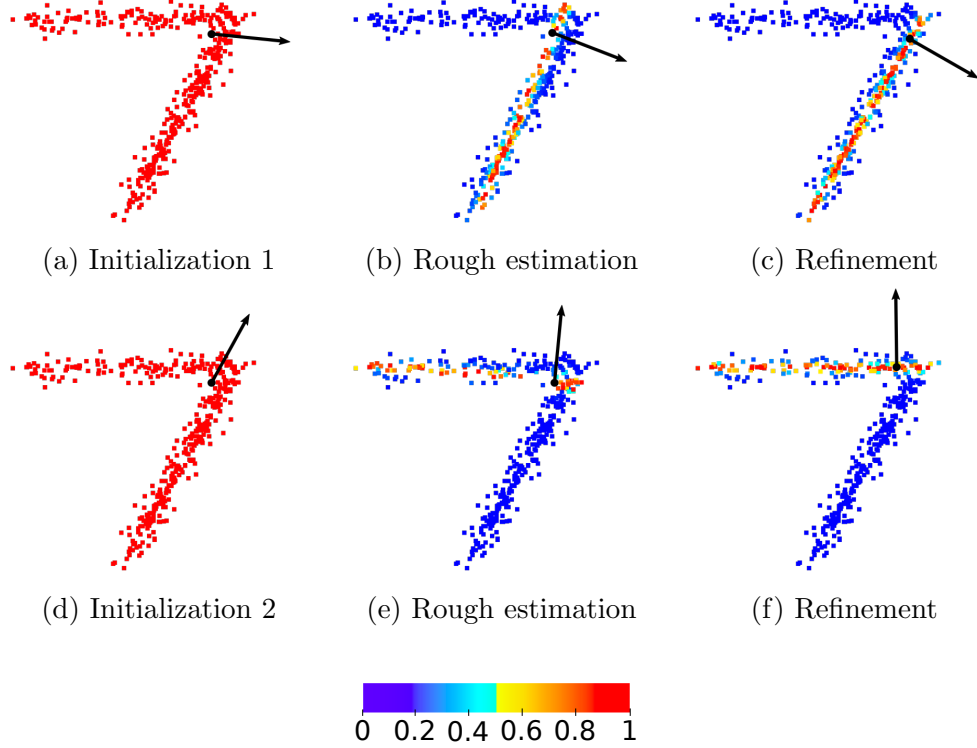 (a) Initialization 1
(b) Rough estimation
(c) Refinement
(d) Initialization 2
(e) Rough estimation
(f) Refinement
0 0.2 0.4 0.6 0.8 1